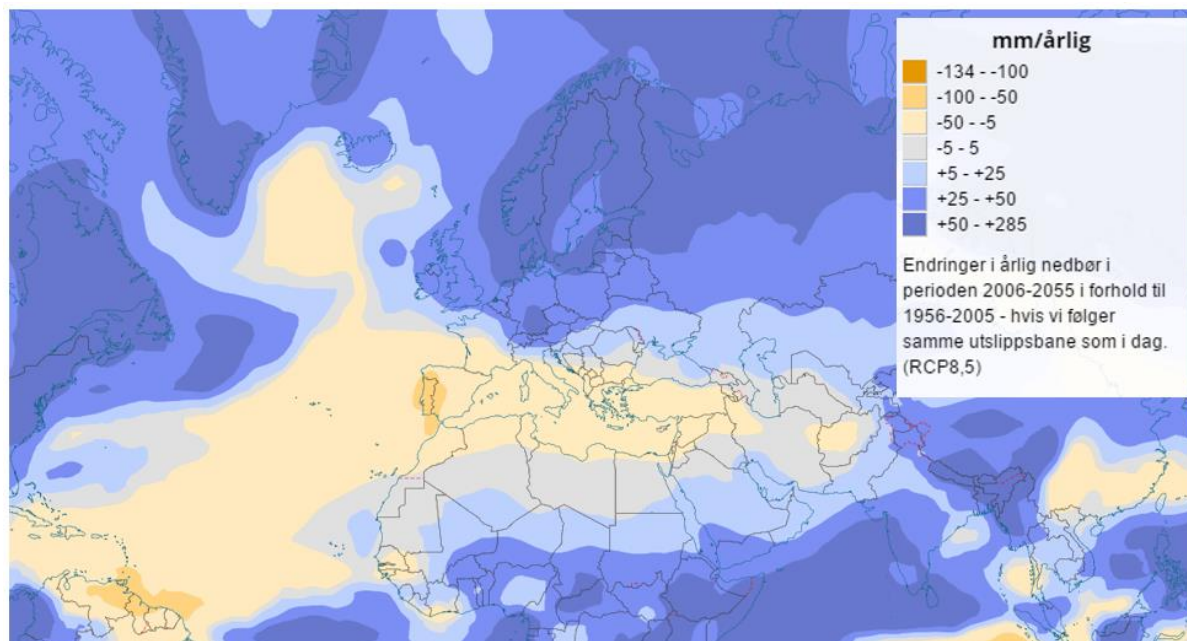 mm/årlig
-134 - -100
-100 - -50
-50 - -5
-5 - 5
+5 - +25
+25 - +50
+50 - +285
Endringer i årlig nedbør i
perioden 2006-2055 i forhold til
1956-2005 - hvis vi følger
samme utslippsbane som i dag.
(RCP8,5)